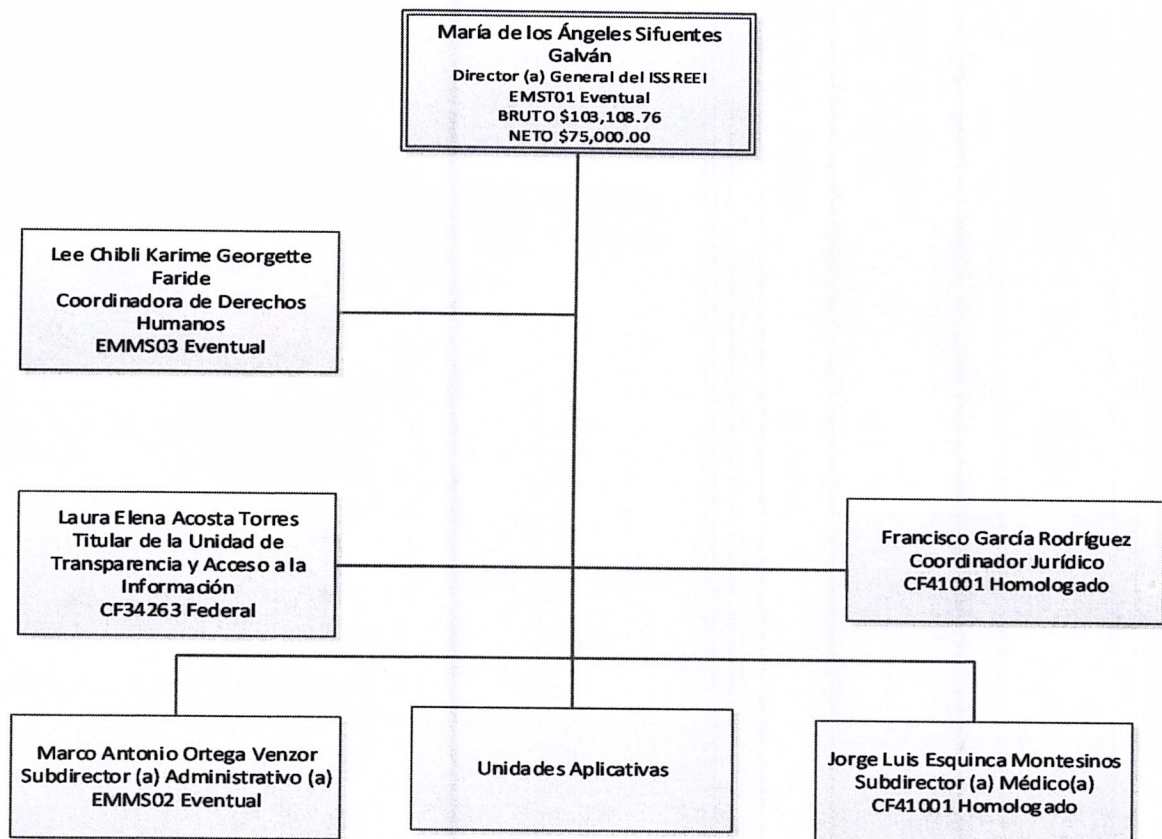 María de los Ángeles Sifuentes
Galván
Director (a) General del ISSREEI
EMST01 Eventual
BRUTO $103,108.76
NETO $75,000.00
Lee Chibli Karime Georgette
Faride
Coordinadora de Derechos
Humanos
EMMS03 Eventual
Laura Elena Acosta Torres
Titular de la Unidad de
Transparencia y Acceso a la
Información
CF34263 Federal
Francisco García Rodríguez
Coordinador Jurídico
CF41001 Homologado
Marco Antonio Ortega Venzor
Subdirector (a) Administrativo (a)
EMMS02 Eventual
Unidades Aplicativas
Jorge Luis Esquinca Montesinos
Subdirector (a) Médico(a)
CF41001 Homologado